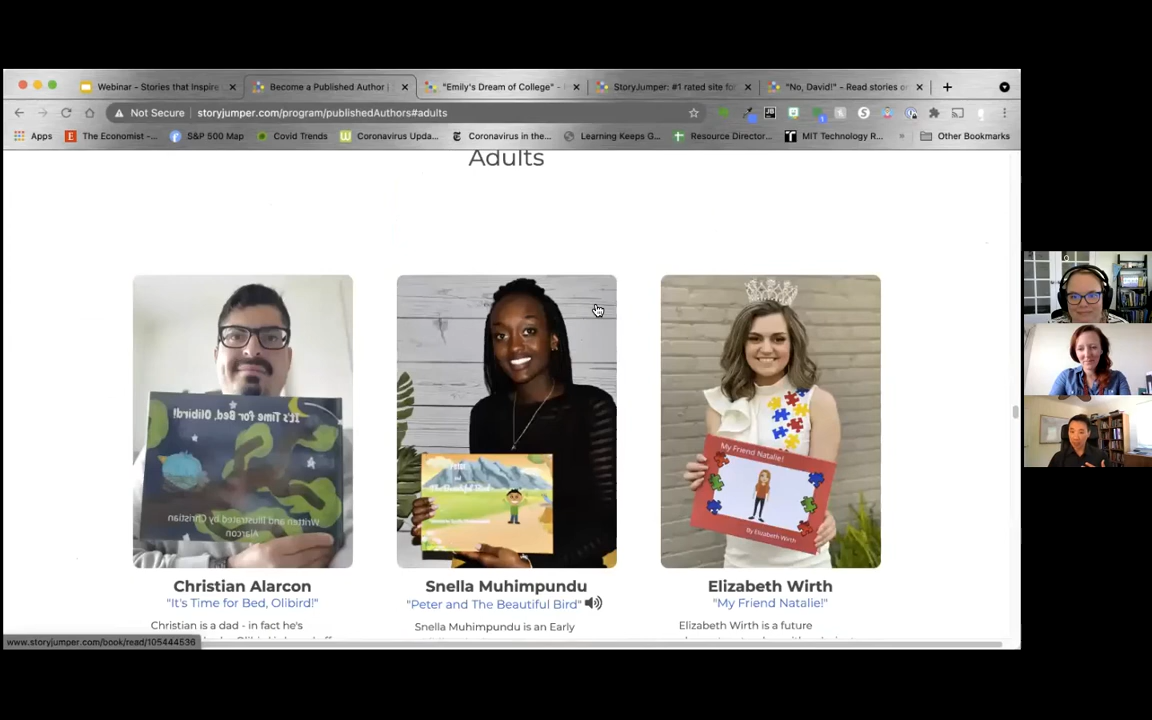 Webinar - Stories that Inspire
Become a Published Author |
"Emily's Dream of College" -
StoryJumper: #1 rated site fo
"No, David!" - Read stories o
Not Secure
storyjumper.com/program/publishedAuthors#adults
Apps
The Economist -
S&P 500 Map
Covid Trends
Coronavirus Upda...
Coronavirus in the...
Learning Keeps G...
Resource Director...
MIT Technology R...
Other Bookmarks
Adults
It's Time for Bed, Olibird!
Written and Illustrated by Christian
Alarcon
My Friend Natalie!
By Elizabeth Wirth
Christian Alarcon
Snella Muhimpundu
Elizabeth Wirth
"It's Time for Bed, Olibird!"
"Peter and The Beautiful Bird"
"My Friend Natalie!"
Christian is a dad - in fact he's
Snella Muhimpundu is an Early
Elizabeth Wirth is a future
www.storyjumper.com/book/read/105444536